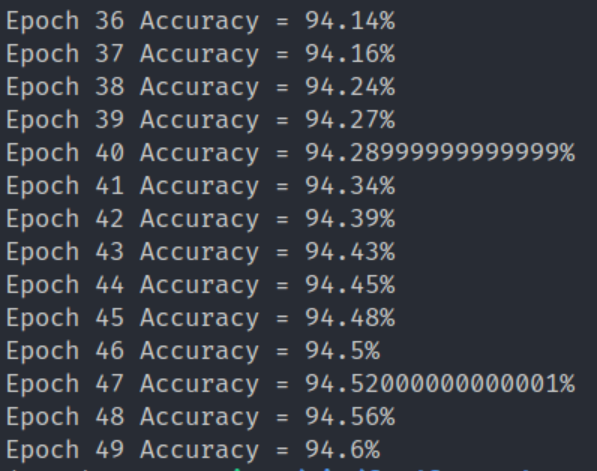 Epoch 36 Accuracy = 94.14%
Epoch 37 Accuracy = 94.16%
Epoch 38 Accuracy = 94.24%
Epoch 39 Accuracy = 94.27%
Epoch 40 Accuracy = 94.28999999999999%
Epoch 41 Accuracy = 94.34%
Epoch 42 Accuracy = 94.39%
Epoch 43 Accuracy = 94.43%
Epoch 44 Accuracy = 94.45%
Epoch 45 Accuracy = 94.48%
Epoch 46 Accuracy = 94.5%
Epoch 47 Accuracy = 94.52000000000001%
Epoch 48 Accuracy = 94.56%
Epoch 49 Accuracy = 94.6%